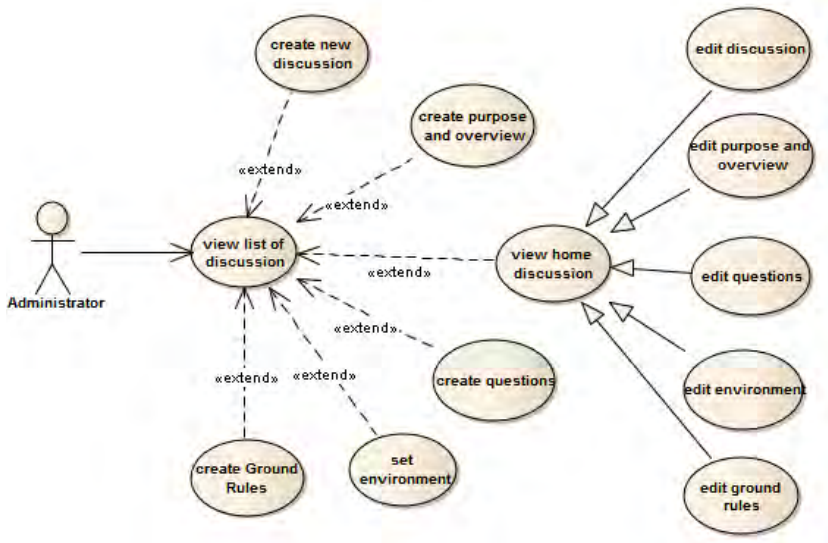 create new
discussion
edit discussion
create purpose
and overview
edit purpose and
overview
«extend»
«extend»
view list of
discussion
view home
discussion
«extend»
edit questions
Administrator
«extend»
«extend»
«extend»
create questions
edit environment
create Ground
Rules
set
environment
edit ground
rules